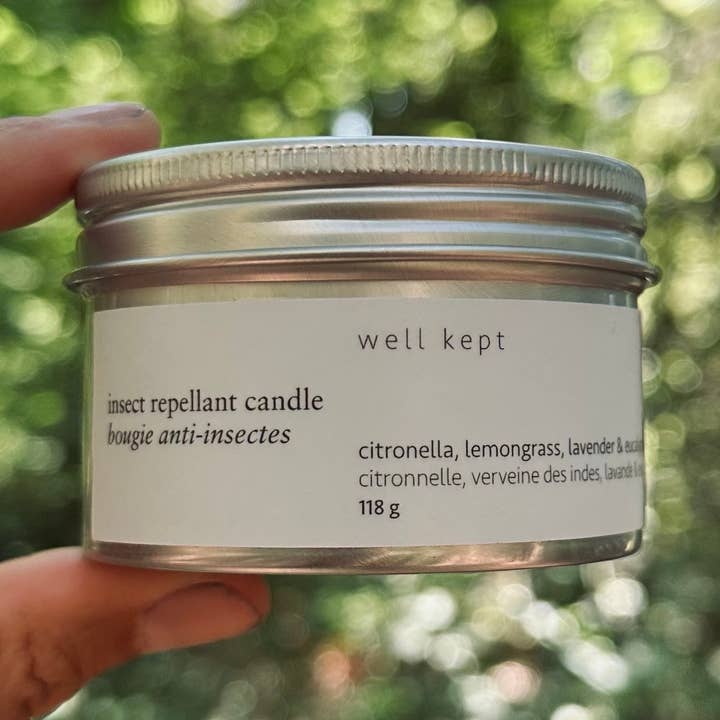 well kept
insect repellant candle
bougie anti-insectes
citronella, lemongrass, lavender &
citronnelle, verveine des indes, lavande &
118 g